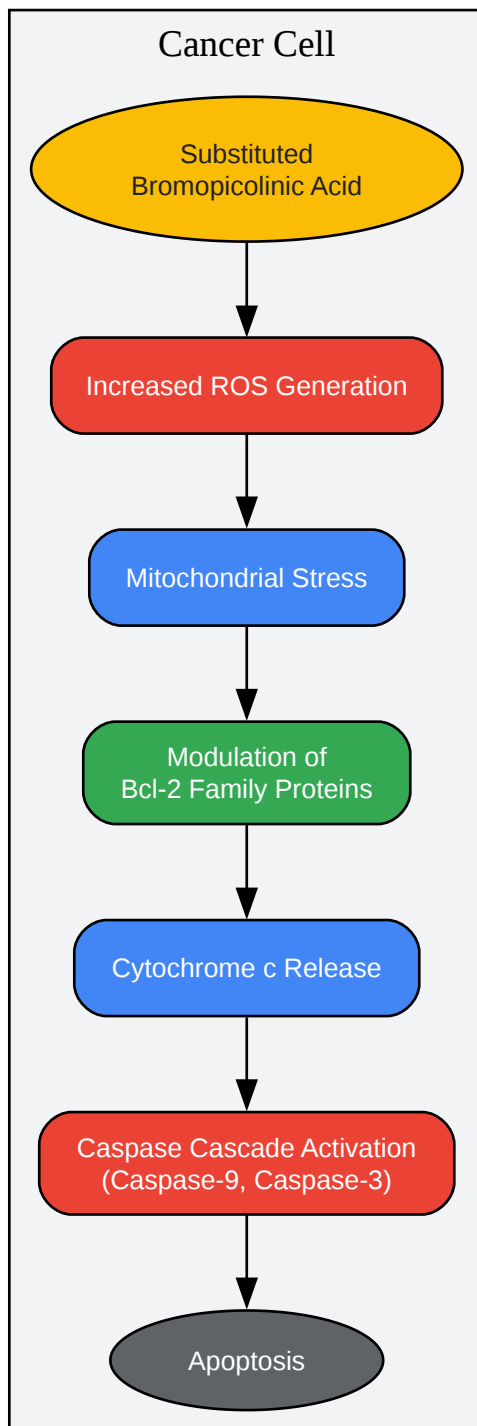 Cancer Cell
Substituted
Bromopicolinic Acid
Increased ROS Generation
Mitochondrial Stress
Modulation of
Bcl-2 Family Proteins
Cytochrome c Release
Caspase Cascade Activation
(Caspase-9, Caspase-3)
Apoptosis